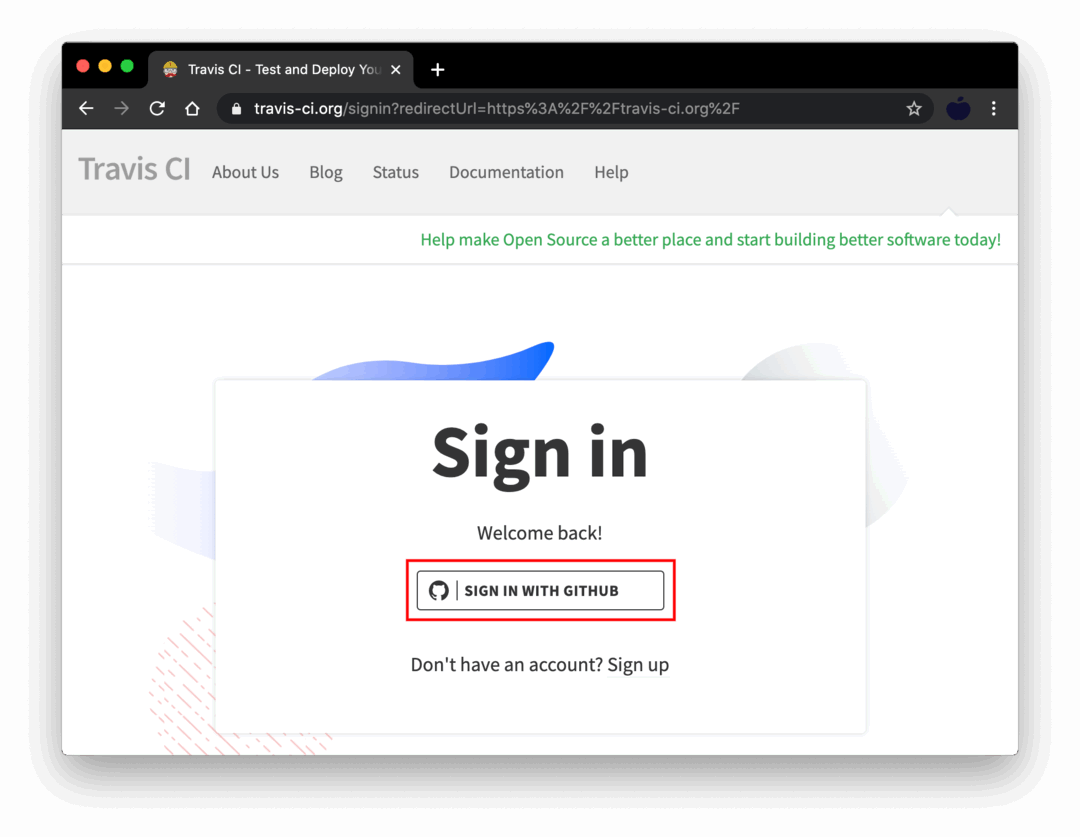 Travis CI - Test and Deploy You
travis-ci.org/signin?redirectUrl=https%3A%2F%2Ftravis-ci.org%2F
Travis CI About Us Blog Status Documentation Help
Help make Open Source a better place and start building better software today!
Sign in
Welcome back!
SIGN IN WITH GITHUB
Don't have an account? Sign up